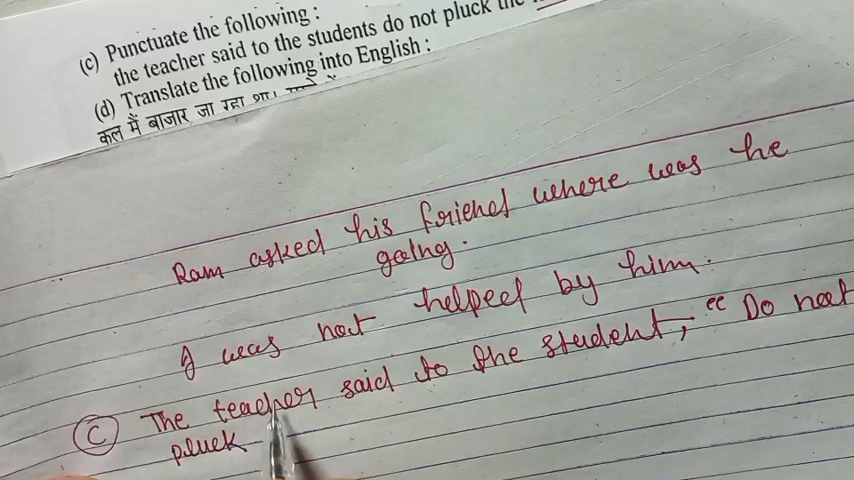 (c) Punctuate the following :
the teacher said to the students do not pluck the
(d) Translate the following into English :
कल मैं बाजार जा रहा था।
Ram asked his friend where was he
going.
I was not helped by him.
(C) The teacher said to the student, "Do not
pluck